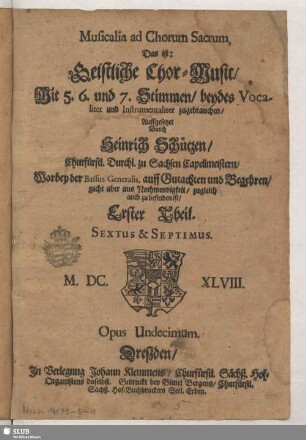 Musicalia ad Chorum Sacrum,
Das ist:
Geistliche Chor-Music/
Mit 5. 6. und 7. Stimmen/ beydes Voca-
liter und Instrumentaliter zugebrauchen/
Auffgesetzt
Durch
Heinrich Schützen/
Churfürstl. Durchl. zu Sachsen Capellmeistern/
Worbey der Bassus Generalis, auff Gutachten und Begehren/
nicht aber aus Nothwendigkeit/ zugleich
auch zu befinden ist/
Erster Theil.
SEXTUS & SEPTIMUS.
M. DC. XLVIII.
Opus Undecimum.
Dreßden/
In Verlegung Johann Klemmens/ Churfürstl. Sächß. Hof-
Organistens daselbst. Gedruckt bey Gimel Bergens/ Churfürstl.
Sächß. Hof-Buchdruckers Seel. Erben.
SLUB